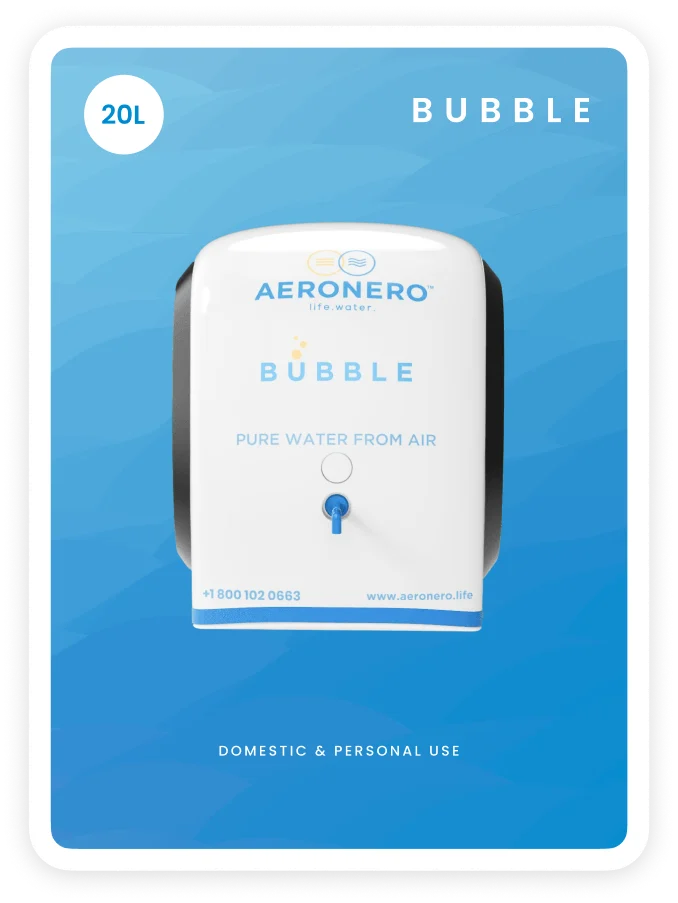 20L
BUBBLE
AERONERO™
life.water.
BUBBLE
PURE WATER FROM AIR
+1 800 102 0663
www.aeronero.life
DOMESTIC & PERSONAL USE